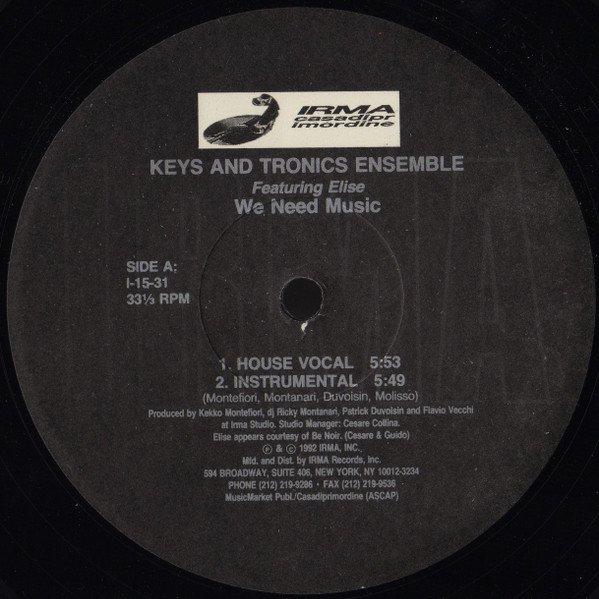 IRMA
casadipr
imordine
KEYS AND TRONICS ENSEMBLE
Featuring Elise
We Need Music
SIDE A;
I-15-31
33⅓ RPM
1. HOUSE VOCAL 5:53
2. INSTRUMENTAL 5:49
(Montefiori, Montanari, Duvoisin, Molisso)
Produced by Kekko Montefiori, dj Ricky Montanari, Patrick Duvoisin and Flavio Vecchi
at Irma Studio. Studio Manager: Cesare Collina.
Elise appears courtesy of Be Noir. (Cesare & Guido)
℗ & © 1992 IRMA, INC.
Mfd. and Dist. by IRMA Records, Inc.
594 BROADWAY, SUITE 406, NEW YORK, NY 10012-3234
PHONE (212) 219-9286 • FAX (212) 219-9536
MusicMarket Publ./Casadiprimordine (ASCAP)